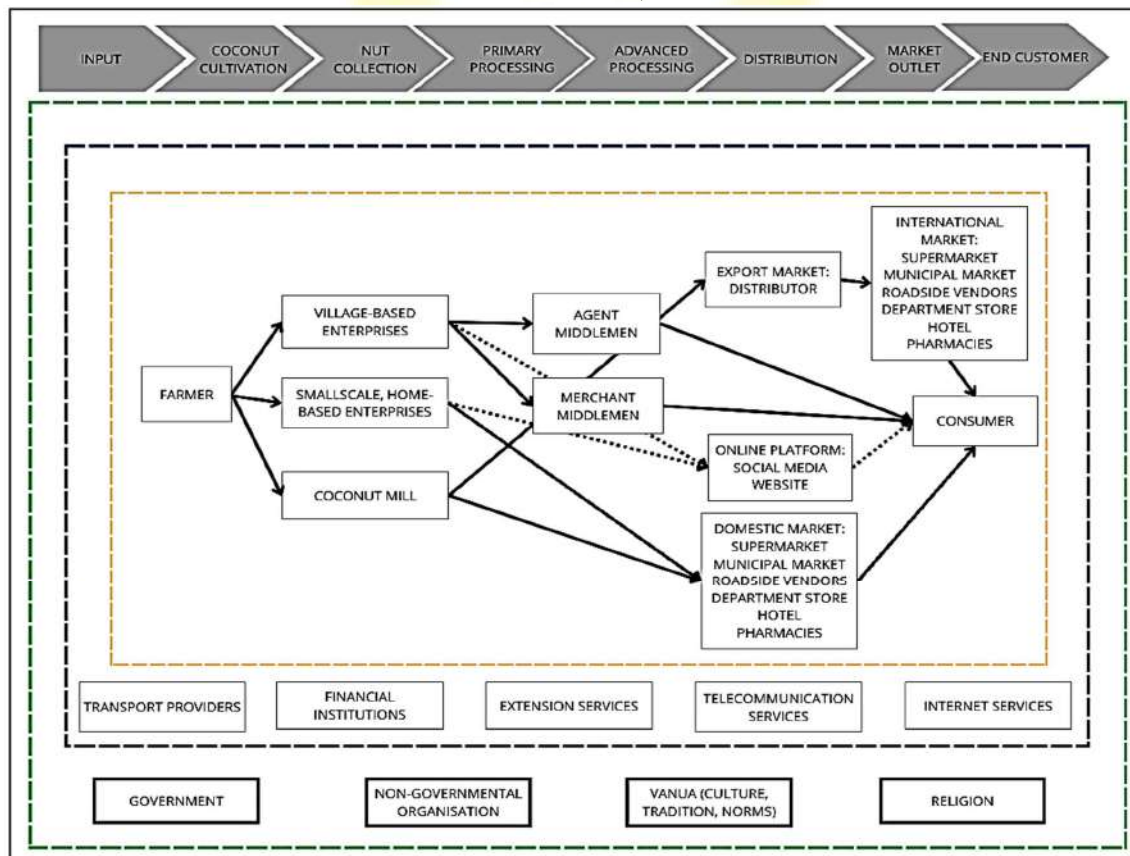 INPUT
COCONUT
CULTIVATION
NUT
COLLECTION
PRIMARY
PROCESSING
ADVANCED
PROCESSING
DISTRIBUTION
MARKET
OUTLET
END CUSTOMER
FARMER
VILLAGE-BASED
ENTERPRISES
SMALLSCALE, HOME-
BASED ENTERPRISES
COCONUT MILL
AGENT
MIDDLEMEN
MERCHANT
MIDDLEMEN
EXPORT MARKET:
DISTRIBUTOR
ONLINE PLATFORM:
SOCIAL MEDIA
WEBSITE
DOMESTIC MARKET:
SUPERMARKET
MUNICIPAL MARKET
ROADSIDE VENDORS
DEPARTMENT STORE
HOTEL
PHARMACIES
INTERNATIONAL
MARKET:
SUPERMARKET
MUNICIPAL MARKET
ROADSIDE VENDORS
DEPARTMENT STORE
HOTEL
PHARMACIES
CONSUMER
TRANSPORT PROVIDERS
FINANCIAL
INSTITUTIONS
EXTENSION SERVICES
TELECOMMUNICATION
SERVICES
INTERNET SERVICES
GOVERNMENT
NON-GOVERNMENTAL
ORGANISATION
VANUA (CULTURE,
TRADITION, NORMS)
RELIGION